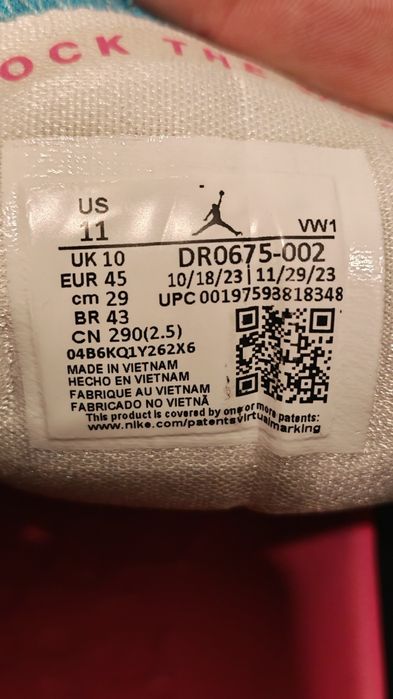 OCK THE
US
11
VW1
UK 10
DR0675-002
EUR 45
10/18/23 | 11/29/23
cm 29
UPC 00197593818348
BR 43
CN 290(2.5)
04B6KQ1Y262X6
MADE IN VIETNAM
HECHO EN VIETNAM
FABRIQUE AU VIETNAM
FABRICADO NO VIETNÃ
This product is covered by one or more patents:
www.nike.com/patentsvirtualmarking